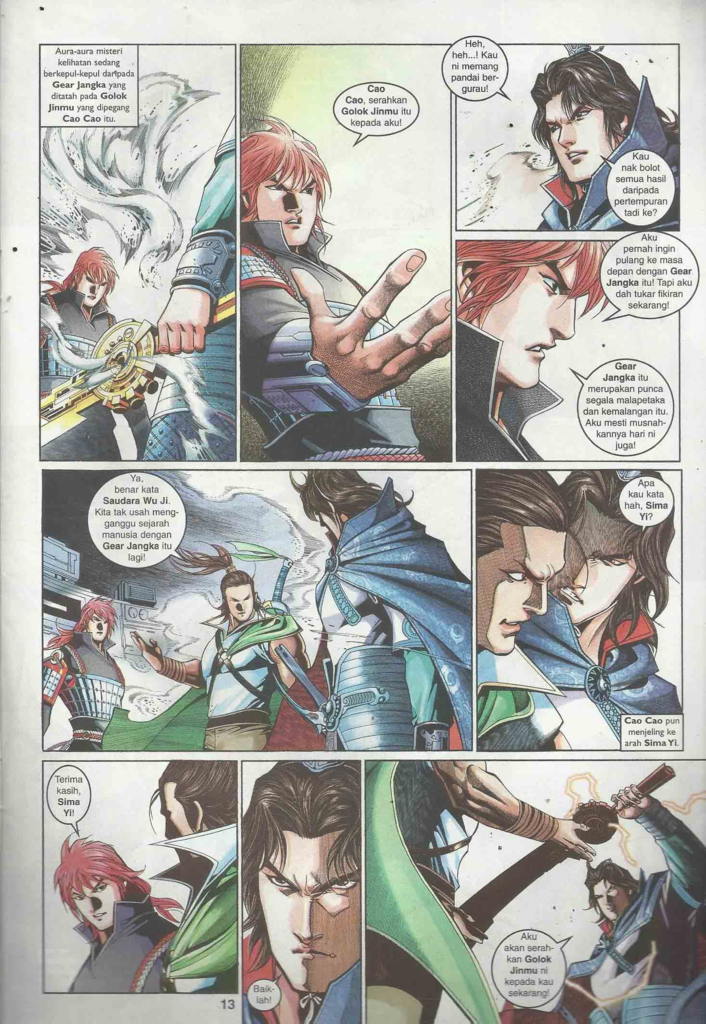 Aura-aura misteri
kelihatan sedang
berkepul-kepul daripada
Gear Jangka yang
ditatah pada Golok
Jinmu yang dipegang
Cao Cao itu.
Cao
Cao, serahkan
Golok Jinmu itu
kepada aku!
Heh,
heh...! Kau
ni memang
pandai ber-
gurau!
Kau
nak bolot
semua hasil
daripada
pertempuran
tadi ke?
Aku
pernah ingin
pulang ke masa
depan dengan Gear
Jangka itu! Tapi aku
dah tukar fikiran
sekarang!
Gear
Jangka itu
merupakan punca
segala malapetaka
dan kemalangan itu.
Aku mesti musnah-
kannya hari ni
juga!
Ya,
benar kata
Saudara Wu Ji.
Kita tak usah meng-
ganggu sejarah
manusia dengan
Gear Jangka itu
lagi!
Apa
kau kata
hah, Sima
Yi?
Cao Cao pun
menjeling ke
arah Sima Yi.
Terima
kasih,
Sima
Yi!
Baik-
lah!
Aku
akan serah-
kan Golok
Jinmu ni
kepada kau
sekarang!
13